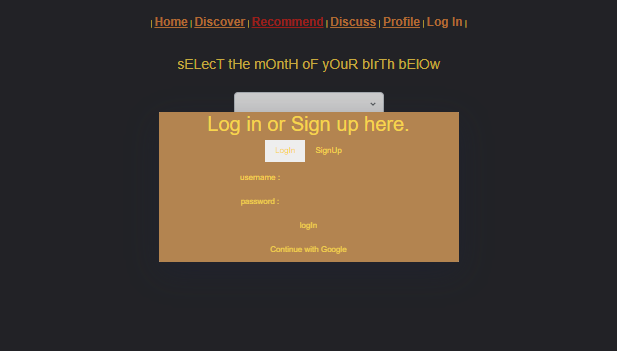 | Home | Discover | Recommend | Discuss | Profile | Log In |
sELecT tHe mOntH oF yOuR bIrTh bElOw
Log in or Sign up here.
LogIn SignUp
username :
password :
logIn
Continue with Google